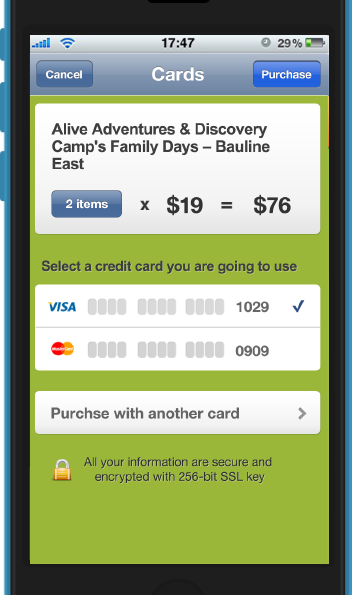 17:47 29%
Cancel Cards Purchase
Alive Adventures & Discovery
Camp's Family Days – Bauline
East
2 items x $19 = $76
Select a credit card you are going to use
VISA 1029
MasterCard 0909
Purchse with another card
All your information are secure and
encrypted with 256-bit SSL key